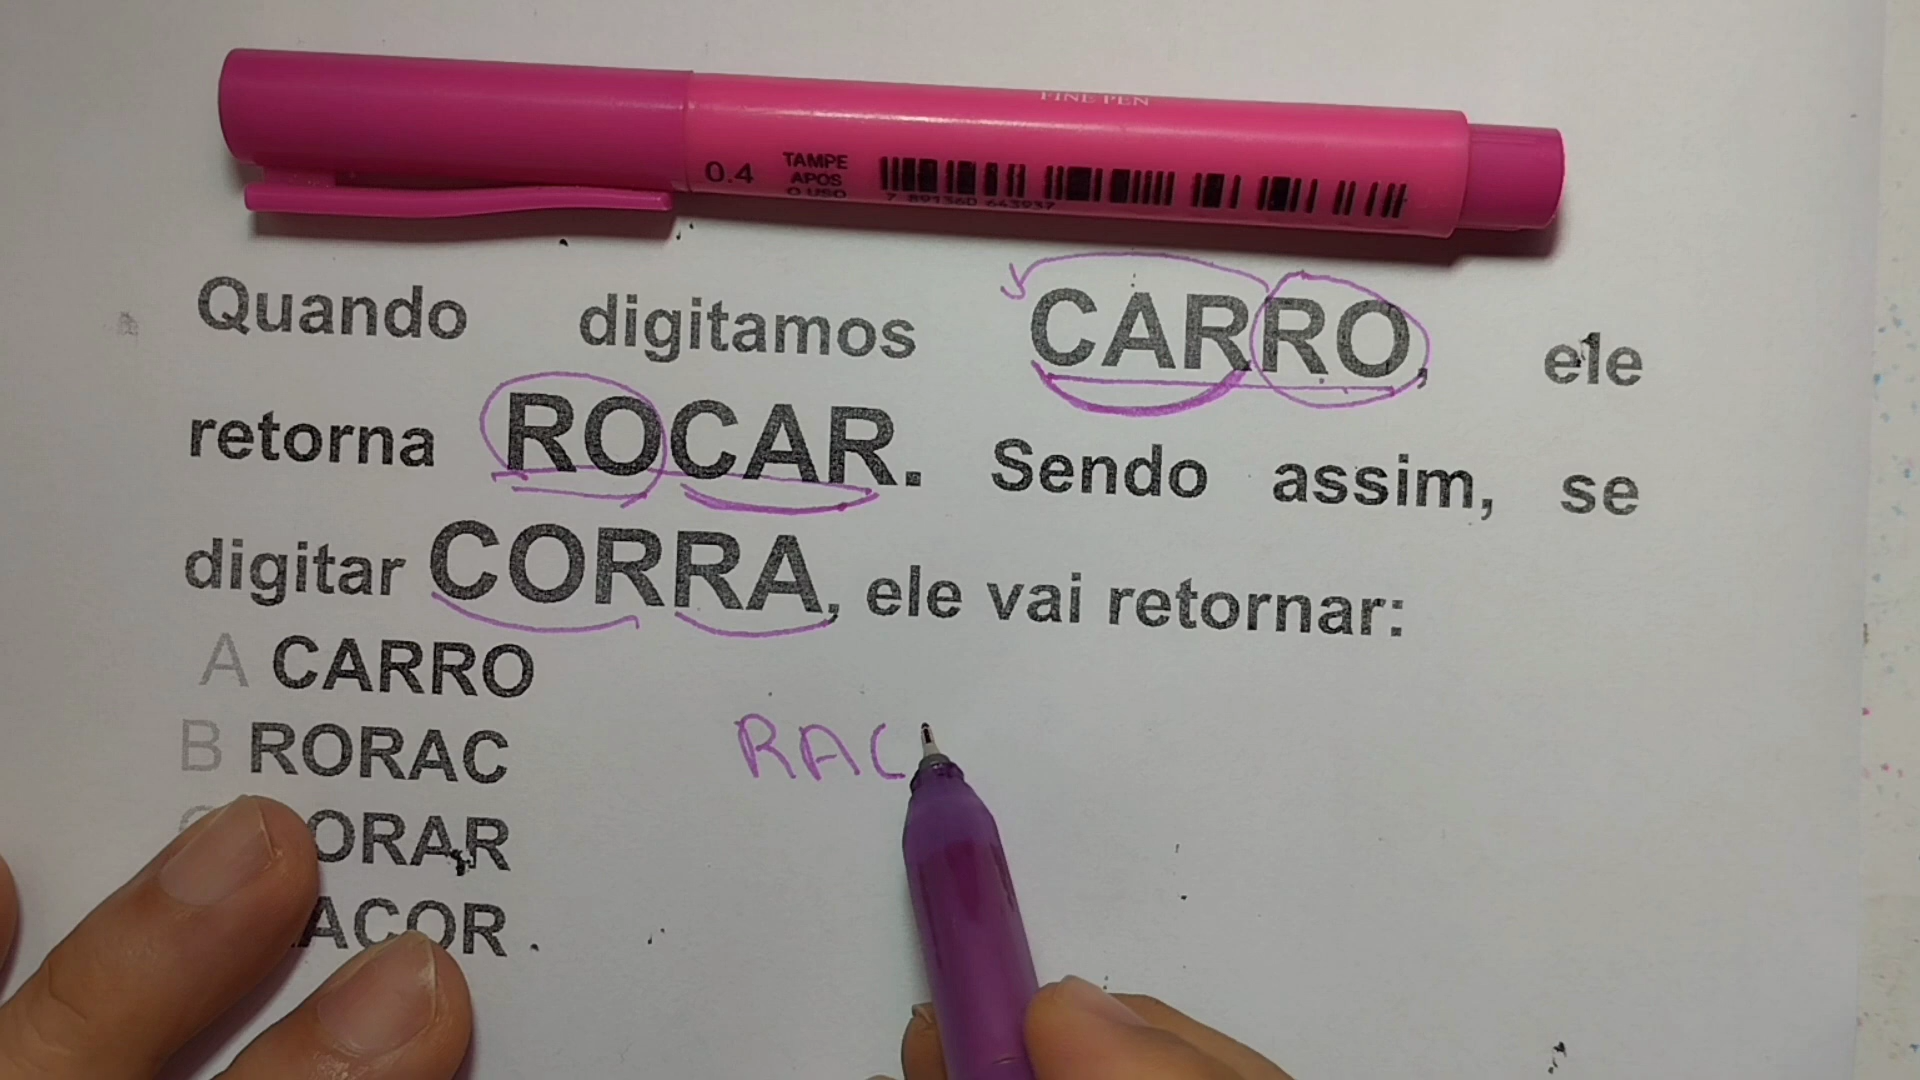 FINE PEN
0.4 TAMPE APÓS O USO
7 891360 643937
Quando digitamos CARRO, ele
retorna ROCAR. Sendo assim, se
digitar CORRA, ele vai retornar:
A CARRO
B RORAC
ORAR
ACOR
RAC